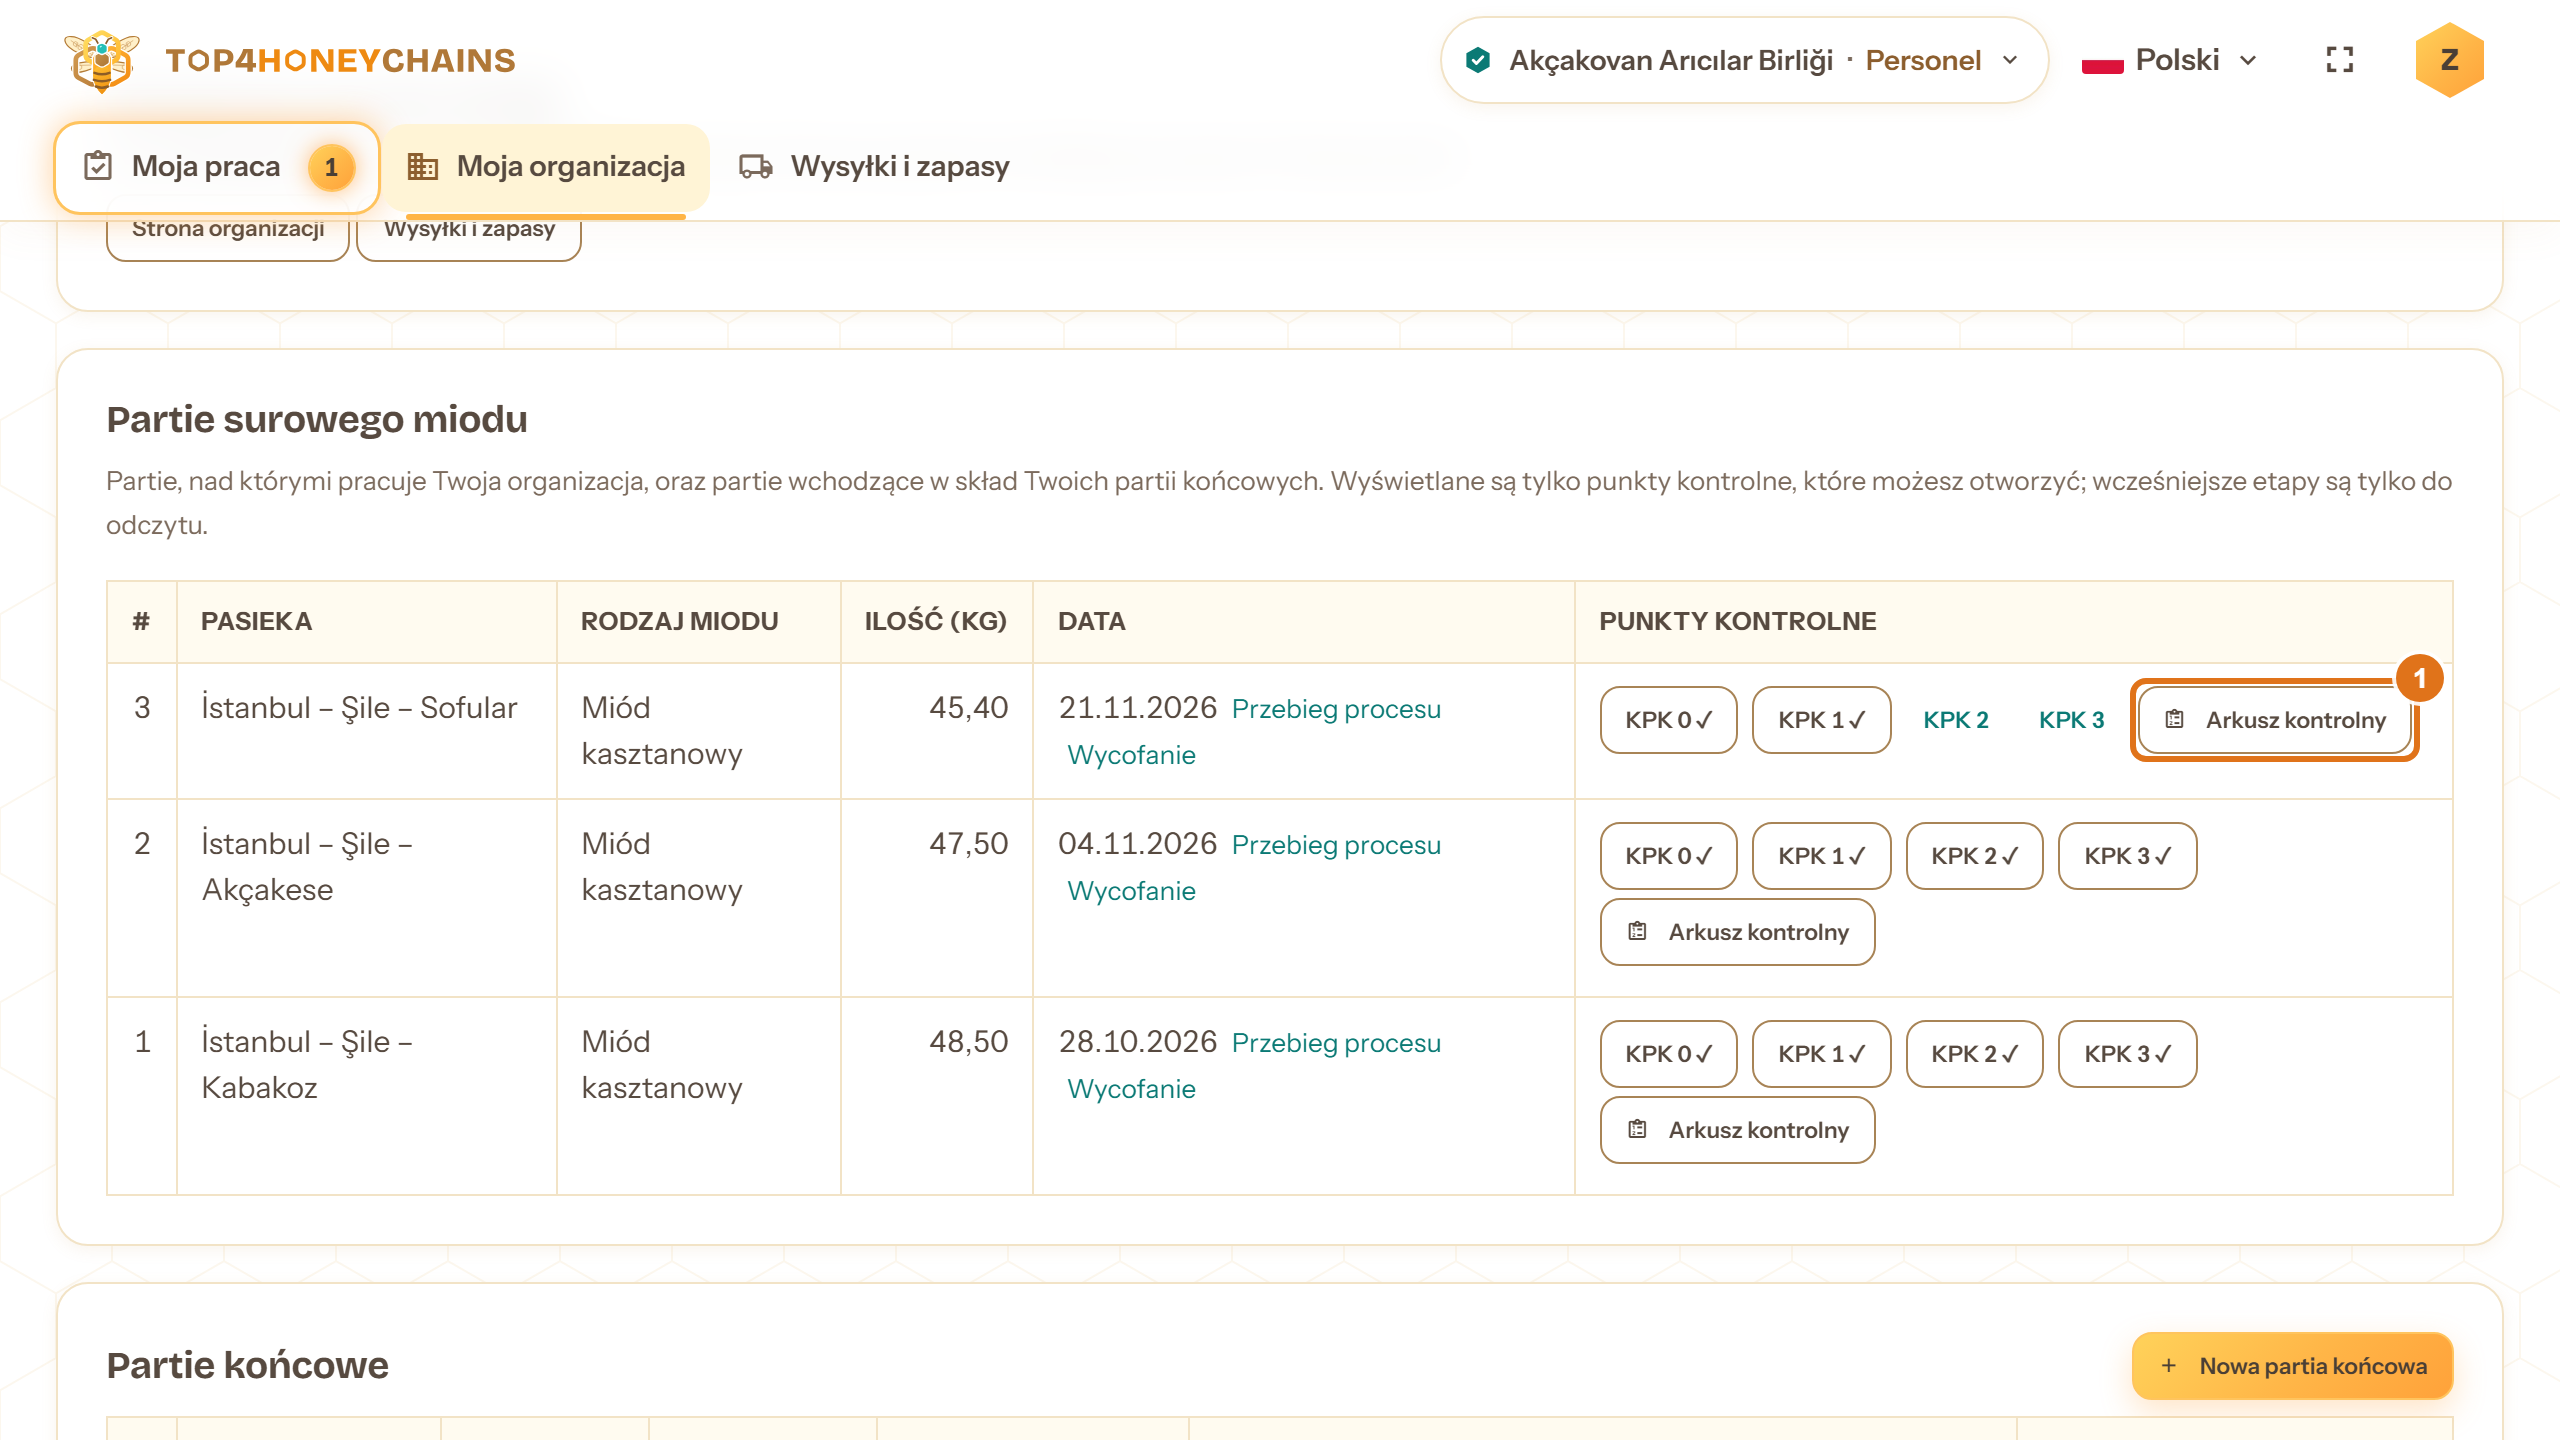 TOP4HONEYCHAINS
Akçakovan Arıcılar Birliği · Personel
Polski
Z
Moja praca 1
Moja organizacja
Wysyłki i zapasy
Strona organizacji
Wysyłki i zapasy
Partie surowego miodu
Partie, nad którymi pracuje Twoja organizacja, oraz partie wchodzące w skład Twoich partii końcowych. Wyświetlane są tylko punkty kontrolne, które możesz otworzyć; wcześniejsze etapy są tylko do
odczytu.
# PASIEKA RODZAJ MIODU ILOŚĆ (KG) DATA PUNKTY KONTROLNE
1
3 İstanbul – Şile – Sofular Miód 45,40 21.11.2026 Przebieg procesu KPK 0 ✓ KPK 1 ✓ KPK 2 KPK 3 Arkusz kontrolny
kasztanowy Wycofanie
2 İstanbul – Şile – Miód 47,50 04.11.2026 Przebieg procesu KPK 0 ✓ KPK 1 ✓ KPK 2 ✓ KPK 3 ✓
Akçakese kasztanowy Wycofanie
Arkusz kontrolny
1 İstanbul – Şile – Miód 48,50 28.10.2026 Przebieg procesu KPK 0 ✓ KPK 1 ✓ KPK 2 ✓ KPK 3 ✓
Kabakoz kasztanowy Wycofanie
Arkusz kontrolny
Partie końcowe
+ Nowa partia końcowa